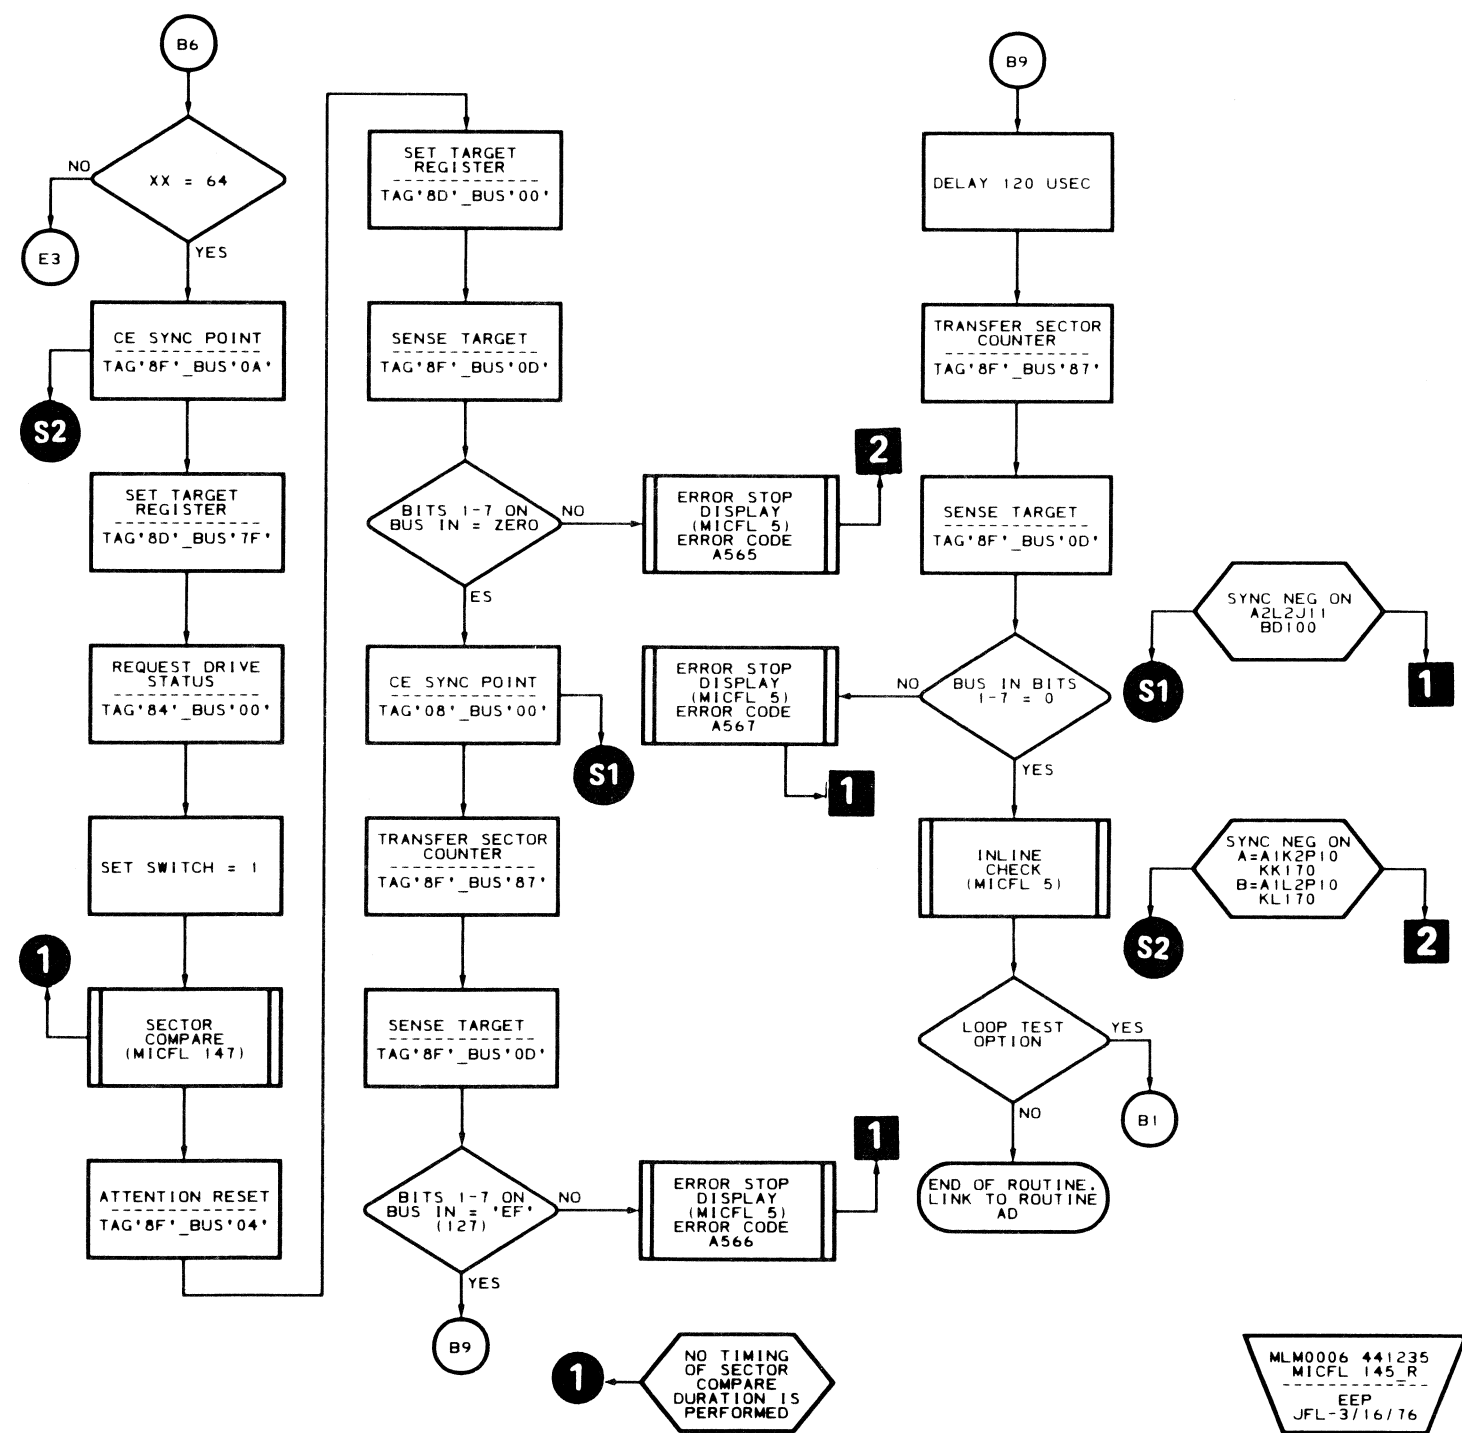 B6
XX = 64
NO
YES
E3
CE SYNC POINT
TAG'8F'_BUS'0A'
S2
SET TARGET
REGISTER
TAG'8D'_BUS'7F'
REQUEST DRIVE
STATUS
TAG'84'_BUS'00'
SET SWITCH = 1
1
SECTOR
COMPARE
(MICFL 147)
ATTENTION RESET
TAG'8F'_BUS'04'
SET TARGET
REGISTER
TAG'8D'_BUS'00'
SENSE TARGET
TAG'8F'_BUS'0D'
BITS 1-7 ON
BUS IN = ZERO
NO
ES
ERROR STOP
DISPLAY
(MICFL 5)
ERROR CODE
A565
2
CE SYNC POINT
TAG'08'_BUS'00'
S1
TRANSFER SECTOR
COUNTER
TAG'8F'_BUS'87'
SENSE TARGET
TAG'8F'_BUS'0D'
BITS 1-7 ON
BUS IN = 'EF'
(127)
NO
YES
ERROR STOP
DISPLAY
(MICFL 5)
ERROR CODE
A566
1
B9
1
NO TIMING
OF SECTOR
COMPARE
DURATION IS
PERFORMED
B9
DELAY 120 USEC
TRANSFER SECTOR
COUNTER
TAG'8F'_BUS'87'
SENSE TARGET
TAG'8F'_BUS'0D'
BUS IN BITS
1-7 = 0
NO
YES
ERROR STOP
DISPLAY
(MICFL 5)
ERROR CODE
A567
1
INLINE
CHECK
(MICFL 5)
LOOP TEST
OPTION
YES
NO
B1
END OF ROUTINE.
LINK TO ROUTINE
AD
SYNC NEG ON
A2L2J11
BD100
S1
1
SYNC NEG ON
A=A1K2P10
KK170
B=A1L2P10
KL170
S2
2
MLM0006 441235
MICFL 145_R
EEP
JFL-3/16/76